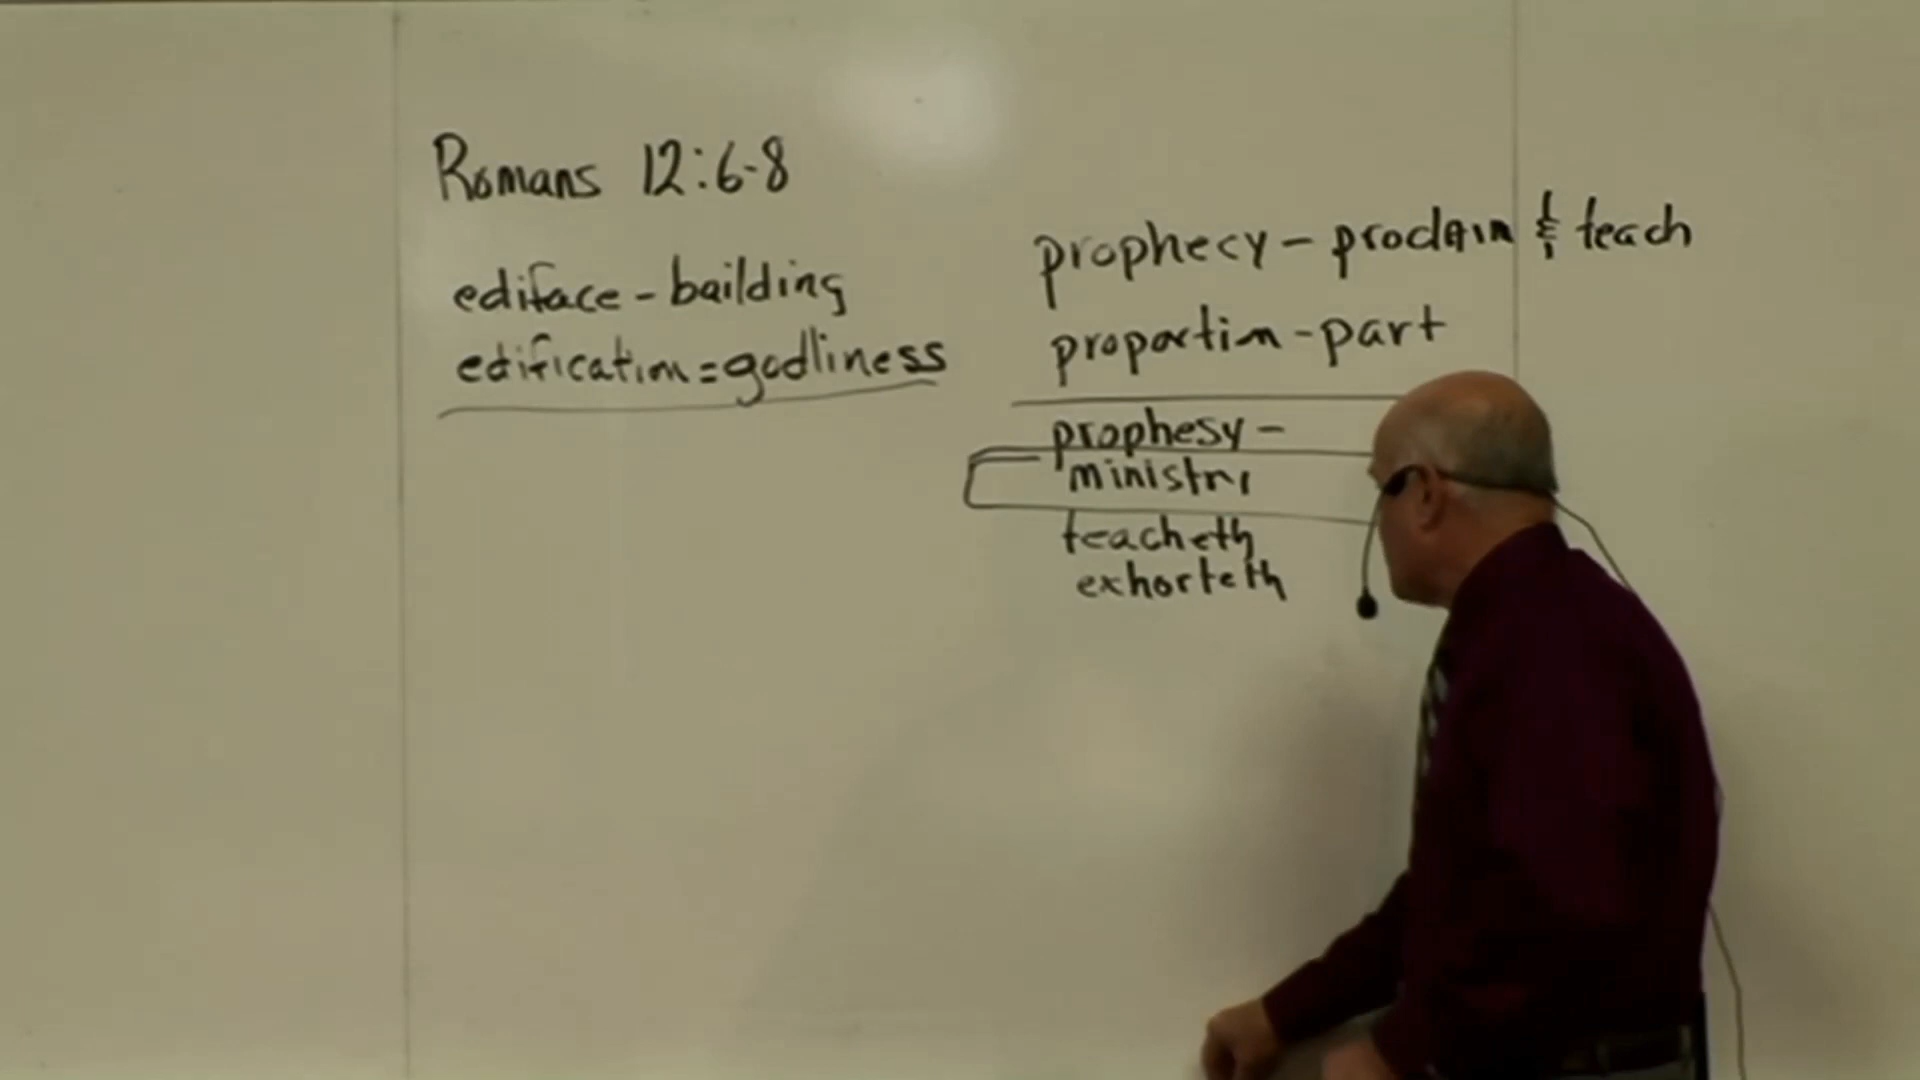 Romans 12:6-8
ediface - building
edification = godliness
prophecy - proclaim & teach
proportion - part
prophesy -
ministry
teacheth
exhorteth